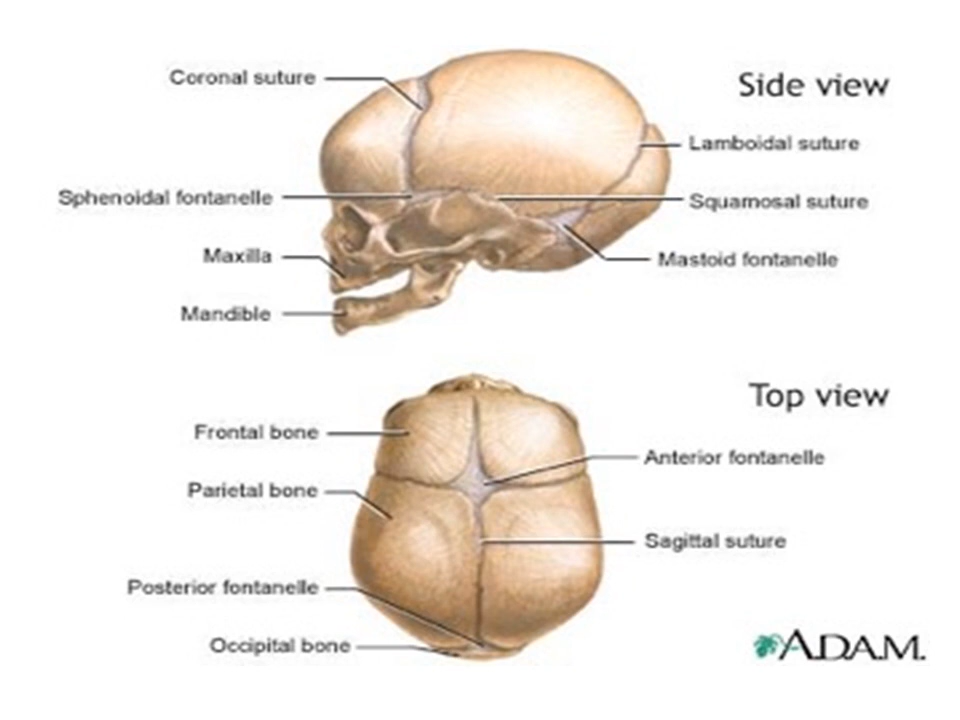 Coronal suture
Side view
Lamboidal suture
Sphenoidal fontanelle
Squamosal suture
Maxilla
Mastoid fontanelle
Mandible
Top view
Frontal bone
Anterior fontanelle
Parietal bone
Sagittal suture
Posterior fontanelle
Occipital bone
A.D.A.M.